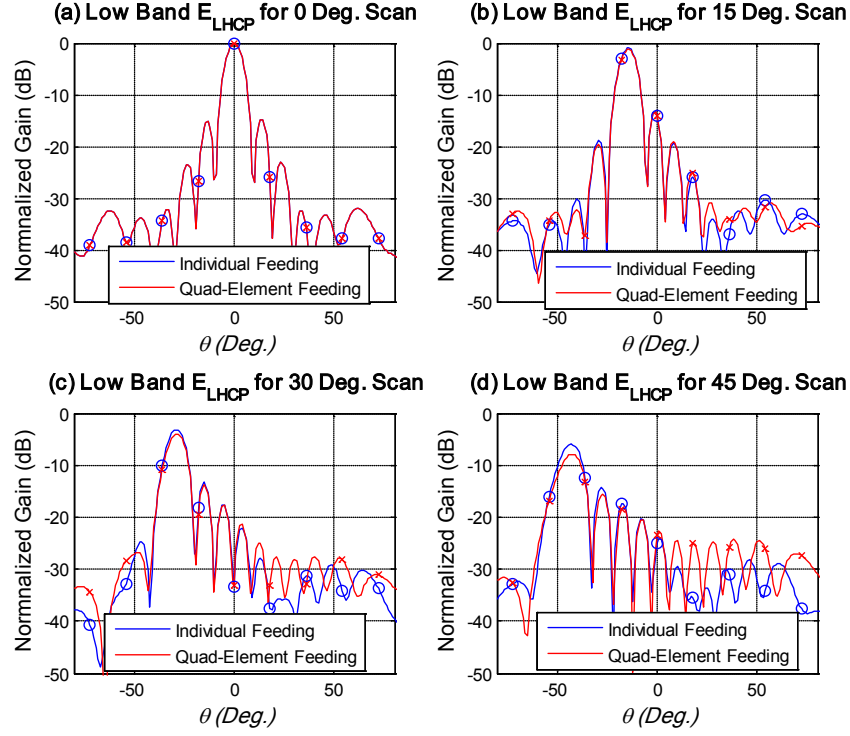 (a) Low Band E_LHCP for 0 Deg. Scan
0
-10
-20
-30
-40
-50
Normnalized Gain (dB)
Individual Feeding
Quad-Element Feeding
-50 0 50
θ (Deg.)
(b) Low Band E_LHCP for 15 Deg. Scan
0
-10
-20
-30
-40
-50
Normnalized Gain (dB)
Individual Feeding
Quad-Element Feeding
-50 0 50
θ (Deg.)
(c) Low Band E_LHCP for 30 Deg. Scan
0
-10
-20
-30
-40
-50
Normnalized Gain (dB)
Individual Feeding
Quad-Element Feeding
-50 0 50
θ (Deg.)
(d) Low Band E_LHCP for 45 Deg. Scan
0
-10
-20
-30
-40
-50
Normnalized Gain (dB)
Individual Feeding
Quad-Element Feeding
-50 0 50
θ (Deg.)